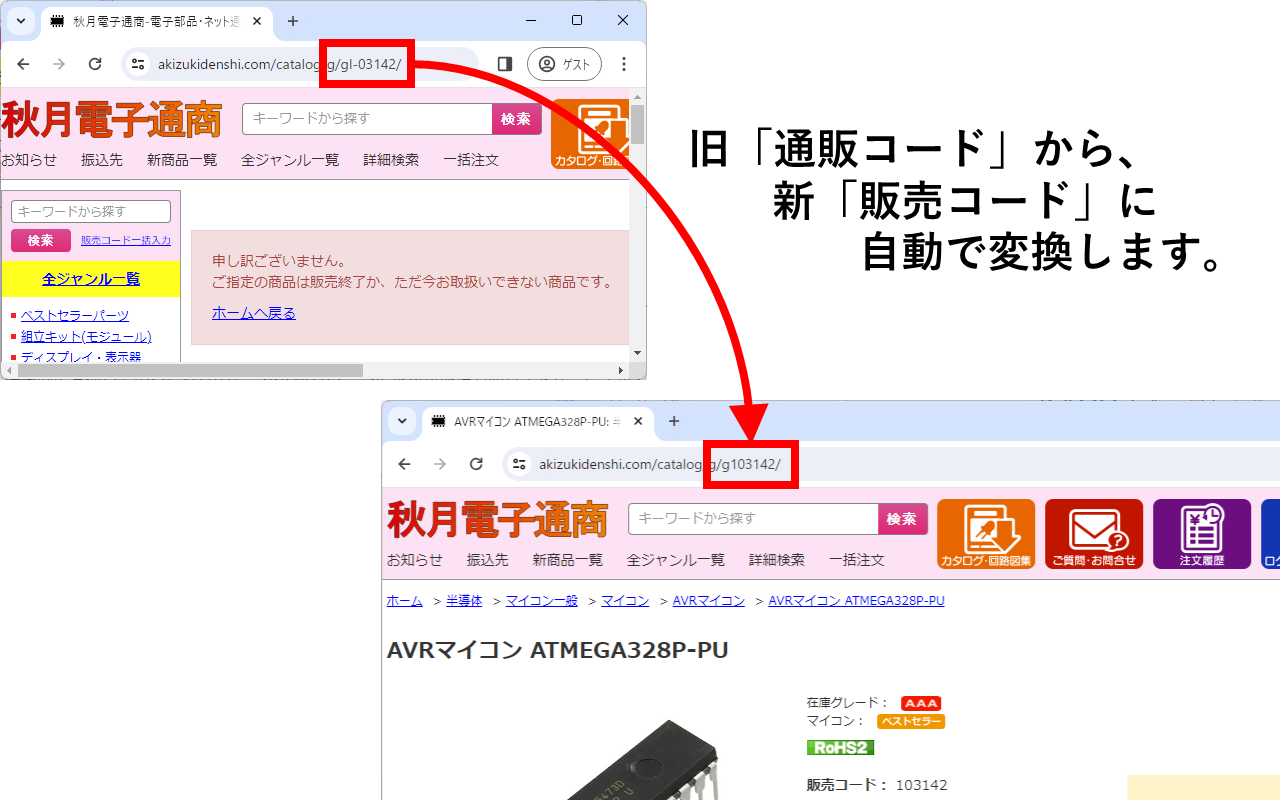 秋月電子通商-電子部品・ネット通
akizukidenshi.com/catalog/g/gI-03142/
ゲスト
秋月電子通商
キーワードから探す
検索
カタログ・回路
お知らせ 振込先 新商品一覧 全ジャンル一覧 詳細検索 一括注文
キーワードから探す
検索 販売コード一括入力
全ジャンル一覧
ベストセラーパーツ
組立キット(モジュール)
ディスプレイ・表示器
申し訳ございません。
ご指定の商品は販売終了か、ただ今お取扱いできない商品です。
ホームへ戻る
旧「通販コード」から、
新「販売コード」に
自動で変換します。
AVRマイコン ATMEGA328P-PU:
akizukidenshi.com/catalog/g/g103142/
秋月電子通商
キーワードから探す
検索
カタログ・回路図集
ご質問・お問合せ
注文履歴
ログ
お知らせ 振込先 新商品一覧 全ジャンル一覧 詳細検索 一括注文
ホーム > 半導体 > マイコン一般 > マイコン > AVRマイコン > AVRマイコン ATMEGA328P-PU
AVRマイコン ATMEGA328P-PU
在庫グレード： AAA
マイコン： ベストセラー
RoHS2
販売コード： 103142